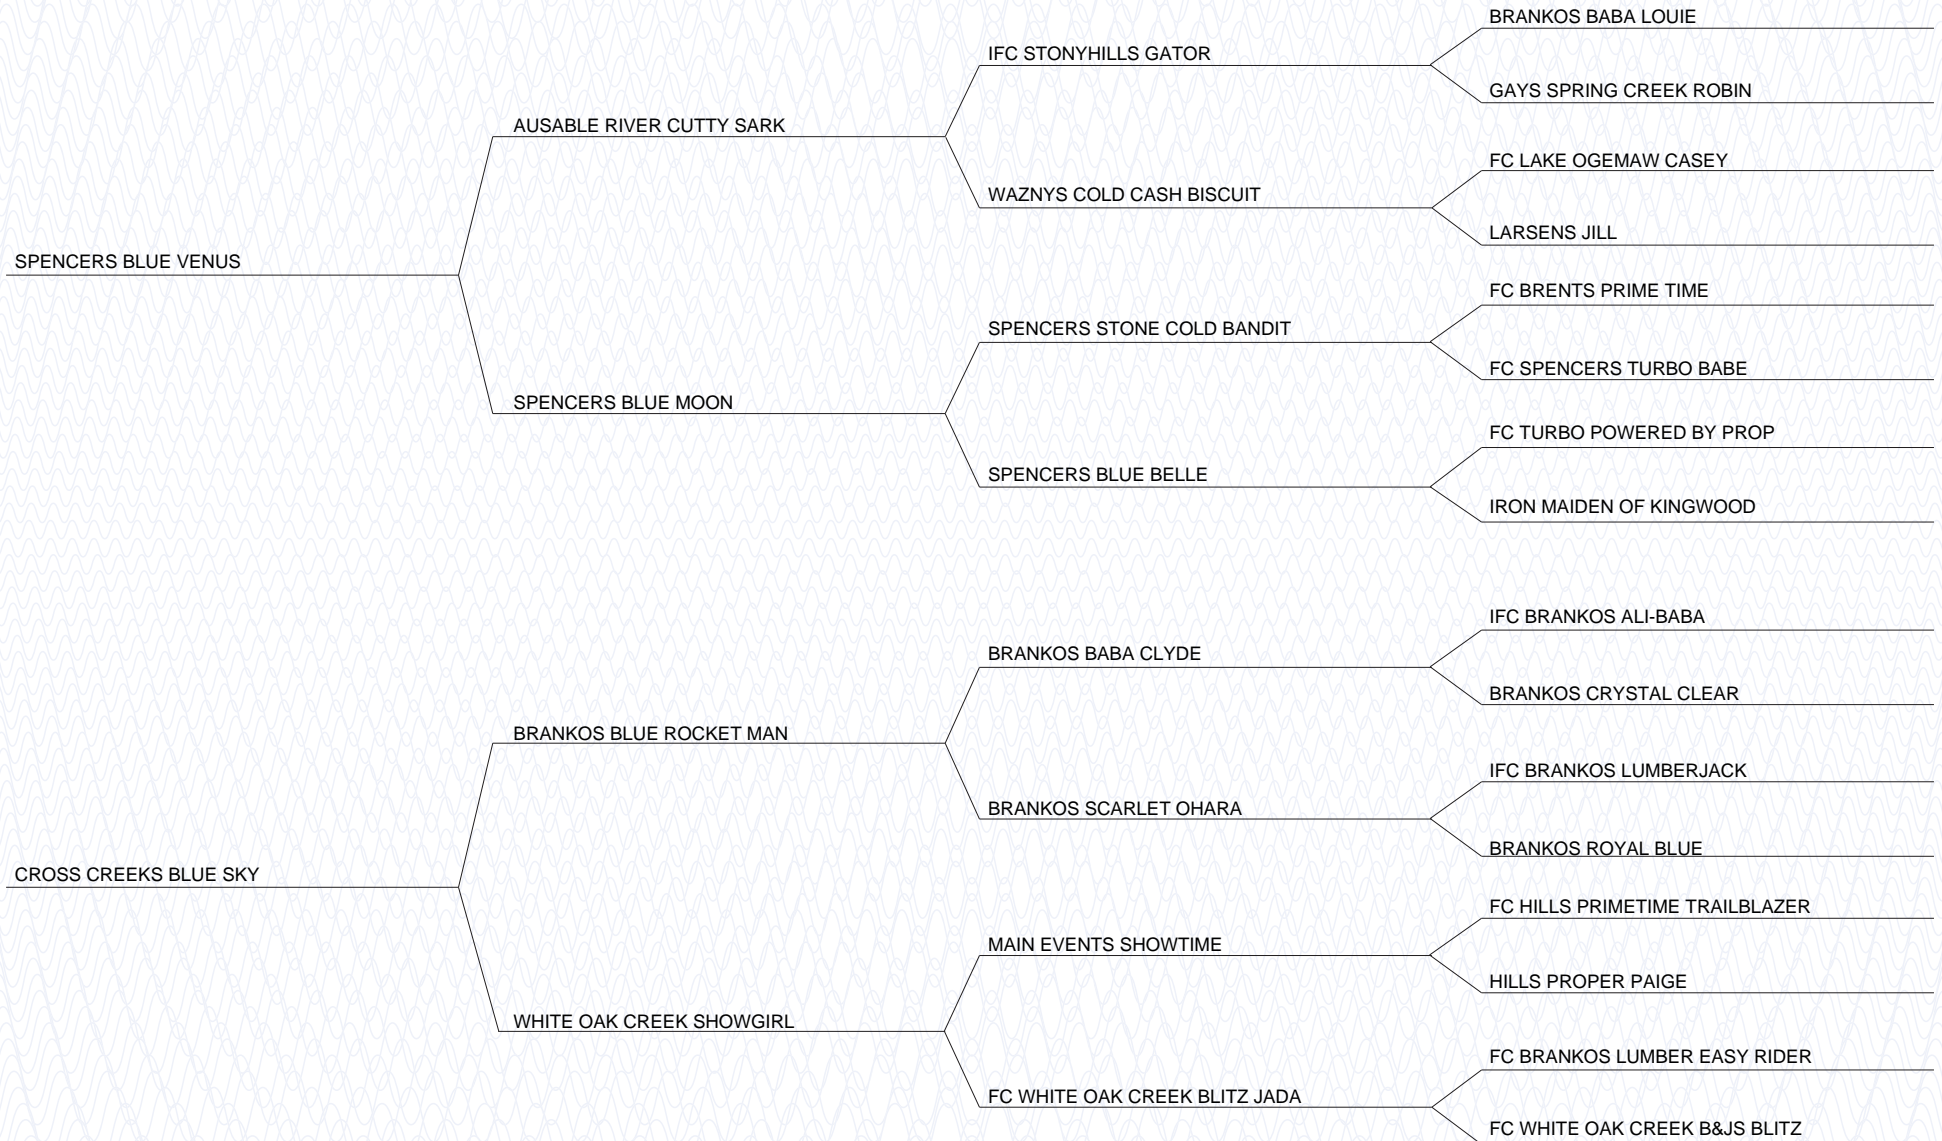 BRANKOS BABA LOUIE
IFC STONYHILLS GATOR
GAYS SPRING CREEK ROBIN
AUSABLE RIVER CUTTY SARK
FC LAKE OGEMAW CASEY
WAZNYS COLD CASH BISCUIT
LARSENS JILL
SPENCERS BLUE VENUS
FC BRENTS PRIME TIME
SPENCERS STONE COLD BANDIT
FC SPENCERS TURBO BABE
SPENCERS BLUE MOON
FC TURBO POWERED BY PROP
SPENCERS BLUE BELLE
IRON MAIDEN OF KINGWOOD
IFC BRANKOS ALI-BABA
BRANKOS BABA CLYDE
BRANKOS CRYSTAL CLEAR
BRANKOS BLUE ROCKET MAN
IFC BRANKOS LUMBERJACK
BRANKOS SCARLET OHARA
BRANKOS ROYAL BLUE
CROSS CREEKS BLUE SKY
FC HILLS PRIMETIME TRAILBLAZER
MAIN EVENTS SHOWTIME
HILLS PROPER PAIGE
WHITE OAK CREEK SHOWGIRL
FC BRANKOS LUMBER EASY RIDER
FC WHITE OAK CREEK BLITZ JADA
FC WHITE OAK CREEK B&JS BLITZ